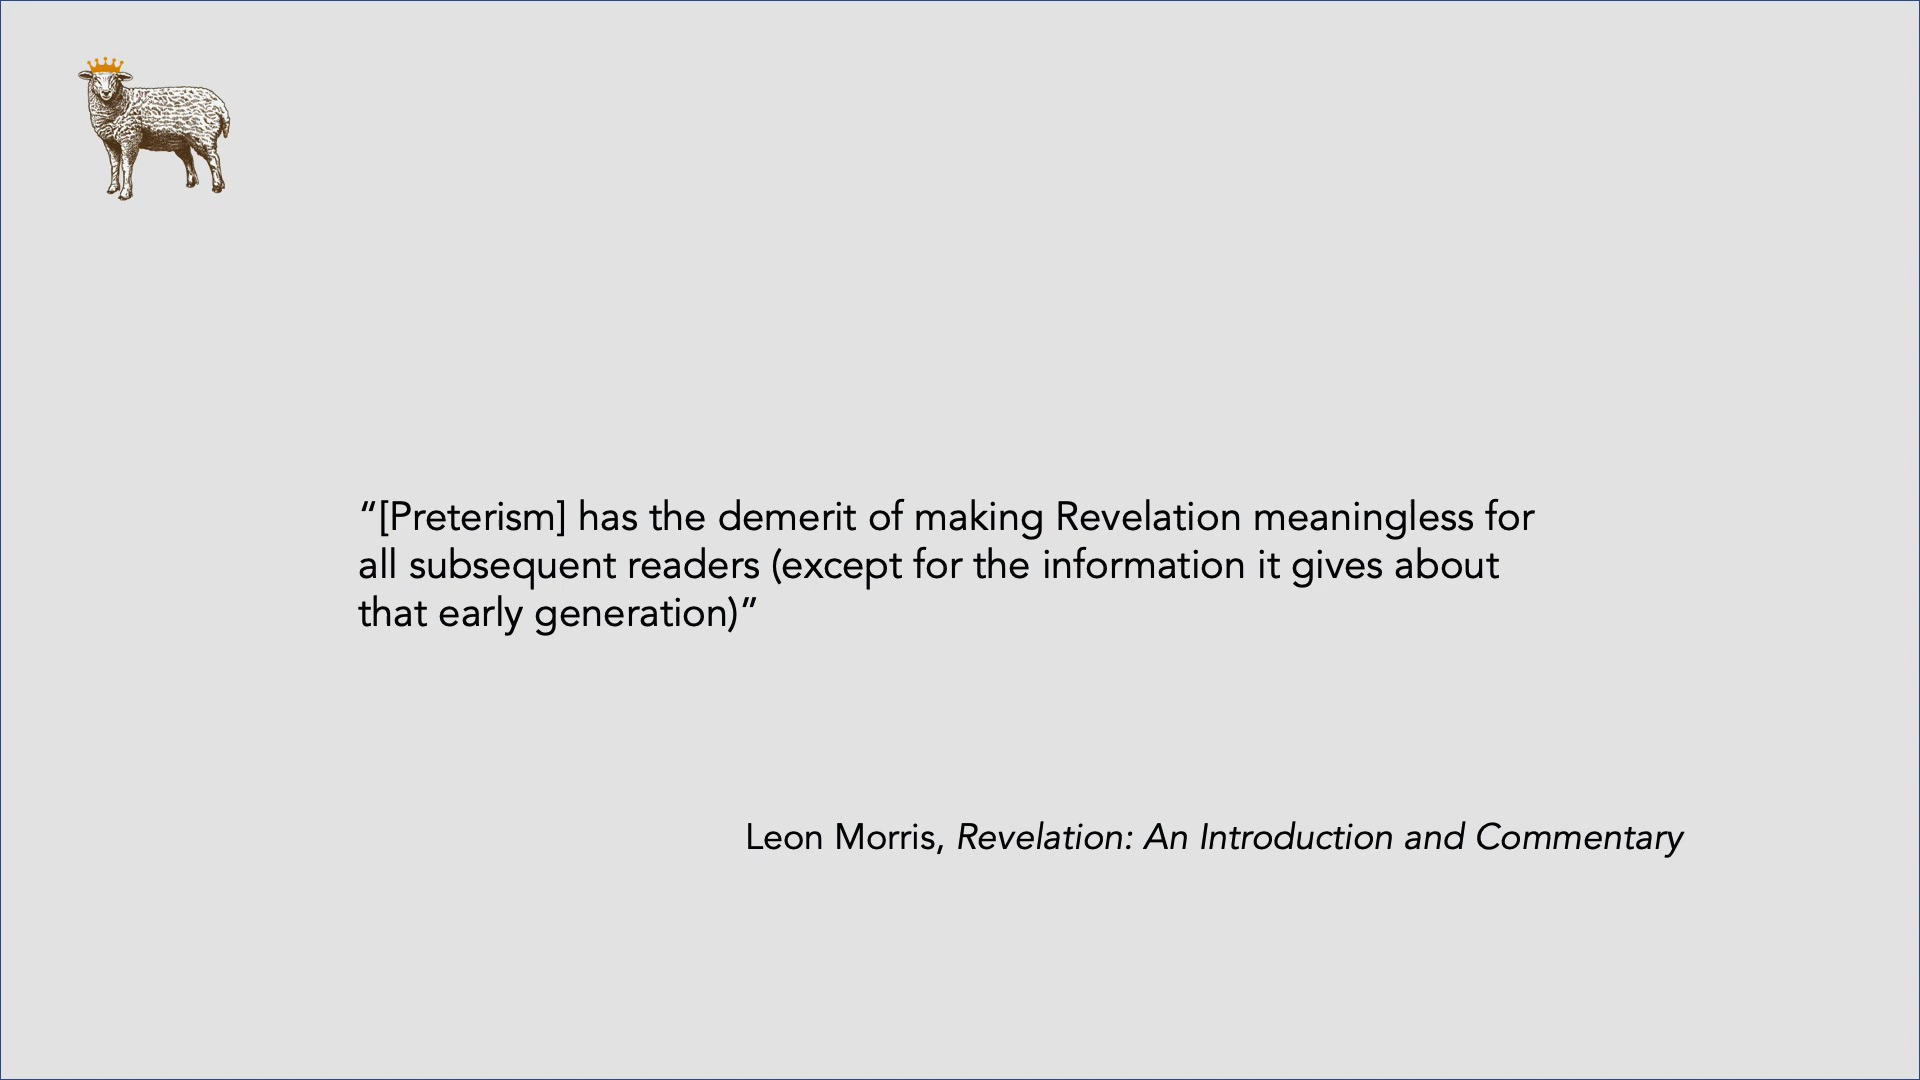 “[Preterism] has the demerit of making Revelation meaningless for
all subsequent readers (except for the information it gives about
that early generation)”
Leon Morris, Revelation: An Introduction and Commentary